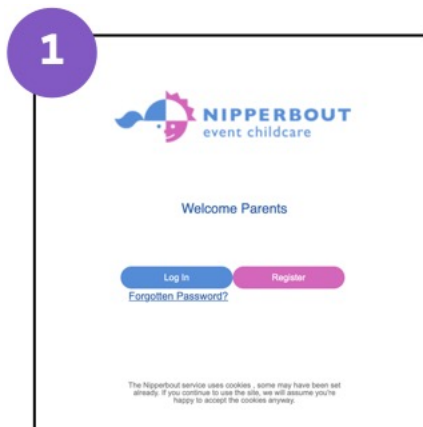 1
NIPPERBOUT
event childcare
Welcome Parents
Log In
Register
Forgotten Password?
The Nipperbout service uses cookies , some may have been set
already. If you continue to use the site, we will assume you're
happy to accept the cookies anyway.